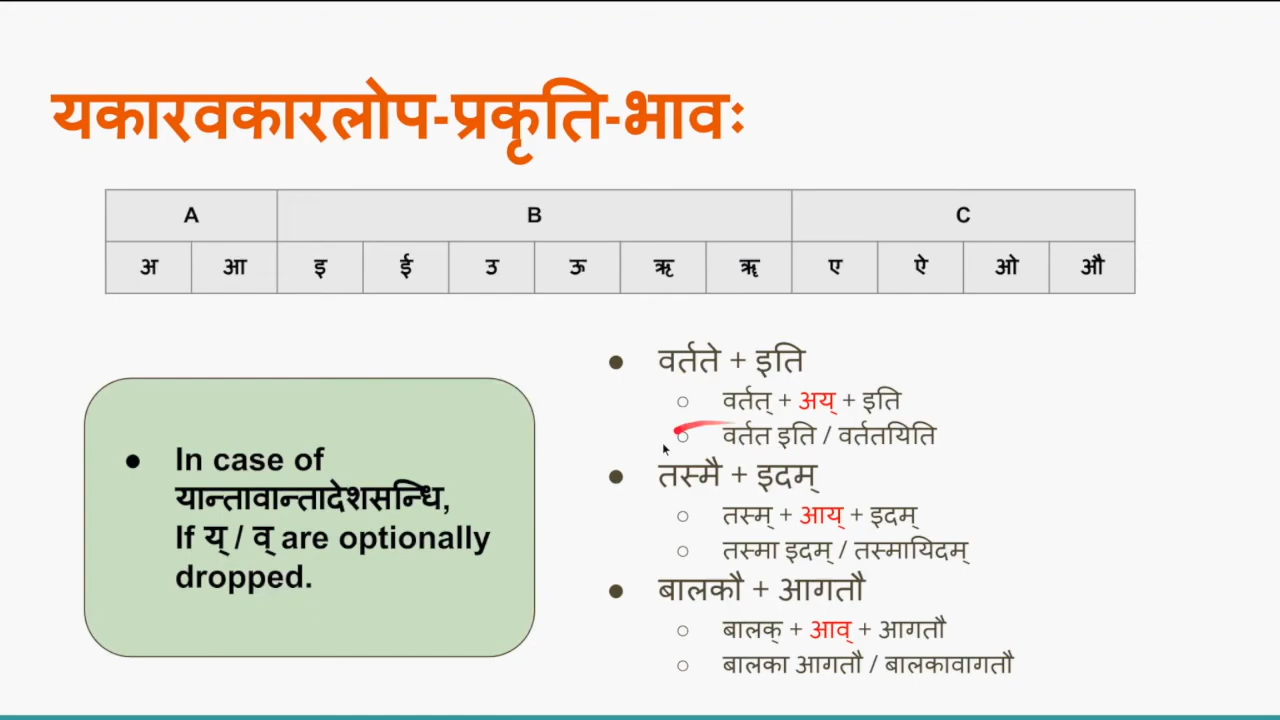 यकारवकारलोप-प्रकृति-भावः
A B C
अ आ इ ई उ ऊ ऋ ॠ ए ऐ ओ औ
In case of
यान्तावान्तादेशसन्धि,
If य् / व् are optionally
dropped.
वर्तते + इति
वर्तत् + अय् + इति
वर्तत इति / वर्ततयिति
तस्मै + इदम्
तस्म् + आय् + इदम्
तस्मा इदम् / तस्मायिदम्
बालकौ + आगतौ
बालक् + आव् + आगतौ
बालका आगतौ / बालकावागतौ